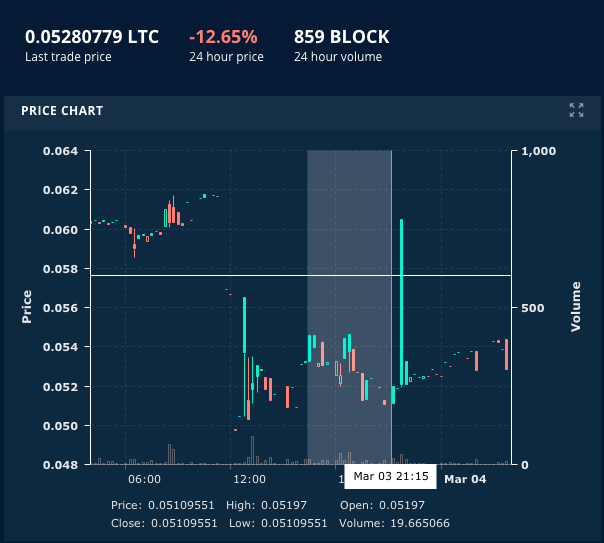 0.05280779 LTC -12.65% 859 BLOCK
Last trade price 24 hour price 24 hour volume
PRICE CHART
0.064 1,000
0.062
0.060
0.058
0.056 500
0.054
0.052
0.050
0.048 0
Price
Volume
06:00 12:00 Mar 03 21:15 Mar 04
Price: 0.05109551 High: 0.05197 Open: 0.05197
Close: 0.05109551 Low: 0.05109551 Volume: 19.665066